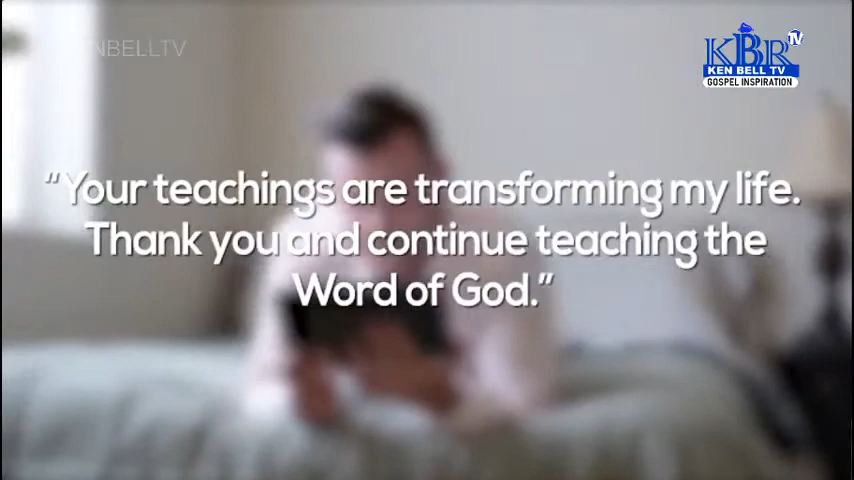 NBELLTV
KBR TV
KEN BELL TV
GOSPEL INSPIRATION
"Your teachings are transforming my life.
Thank you and continue teaching the
Word of God."